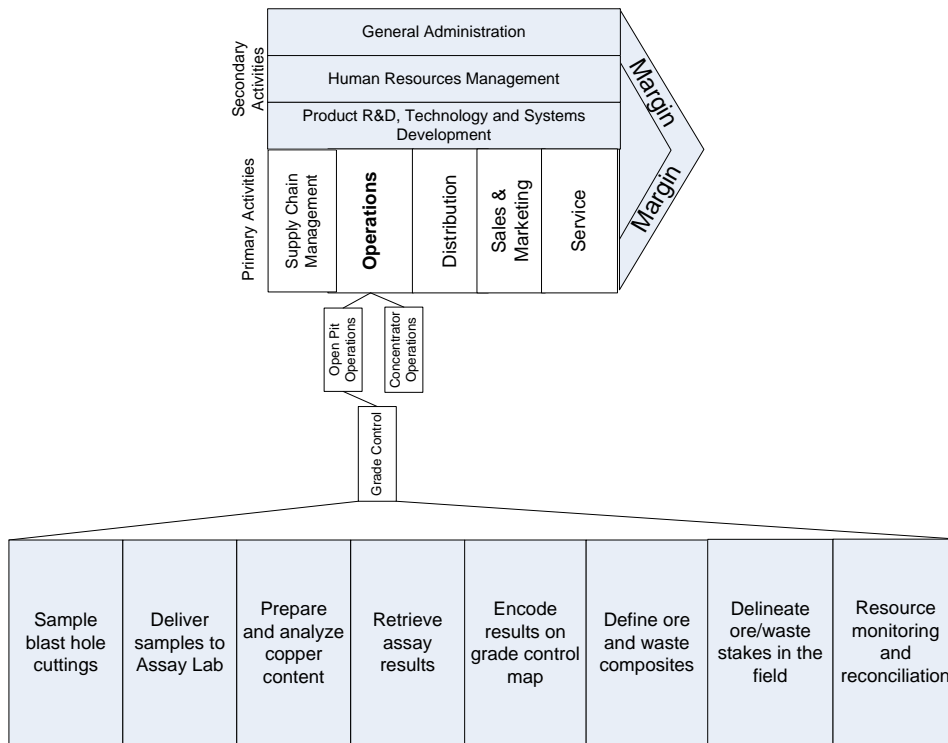 General Administration
Human Resources Management
Product R&D, Technology and Systems
Development
Secondary
Activities
Primary Activities
Supply Chain
Management
Operations
Distribution
Sales &
Marketing
Service
Margin
Margin
Open Pit
Operations
Concentrator
Operations
Grade Control
Sample
blast hole
cuttings
Deliver
samples to
Assay Lab
Prepare
and analyze
copper
content
Retrieve
assay
results
Encode
results on
grade control
map
Define ore
and waste
composites
Delineate
ore/waste
stakes in the
field
Resource
monitoring
and
reconciliation